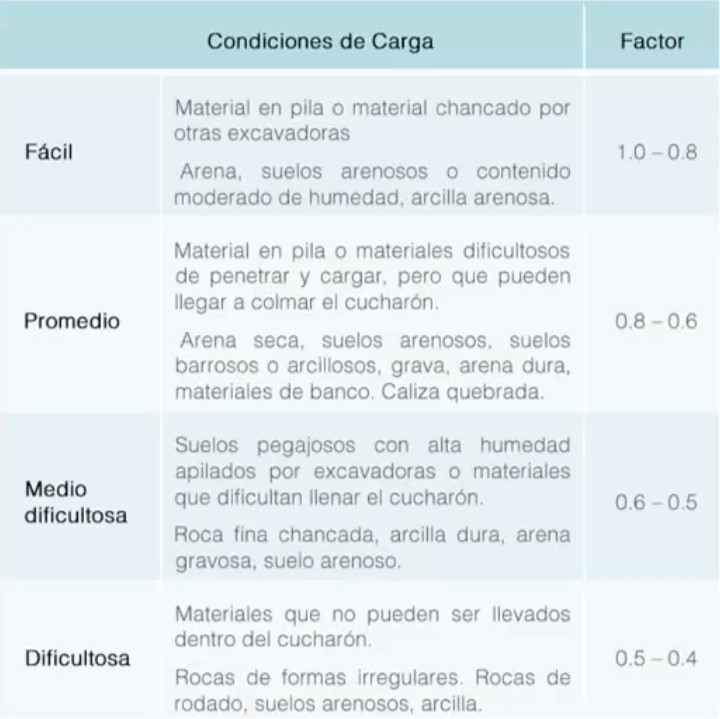 Condiciones de Carga Factor
Fácil
Material en pila o material chancado por
otras excavadoras
Arena, suelos arenosos o contenido
moderado de humedad, arcilla arenosa.
1.0 – 0.8
Promedio
Material en pila o materiales dificultosos
de penetrar y cargar, pero que pueden
llegar a colmar el cucharón.
Arena seca, suelos arenosos, suelos
barrosos o arcillosos, grava, arena dura,
materiales de banco. Caliza quebrada.
0.8 – 0.6
Medio
dificultosa
Suelos pegajosos con alta humedad
apilados por excavadoras o materiales
que dificultan llenar el cucharón.
Roca fina chancada, arcilla dura, arena
gravosa, suelo arenoso.
0.6 – 0.5
Dificultosa
Materiales que no pueden ser llevados
dentro del cucharón.
Rocas de formas irregulares. Rocas de
rodado, suelos arenosos, arcilla.
0.5 – 0.4